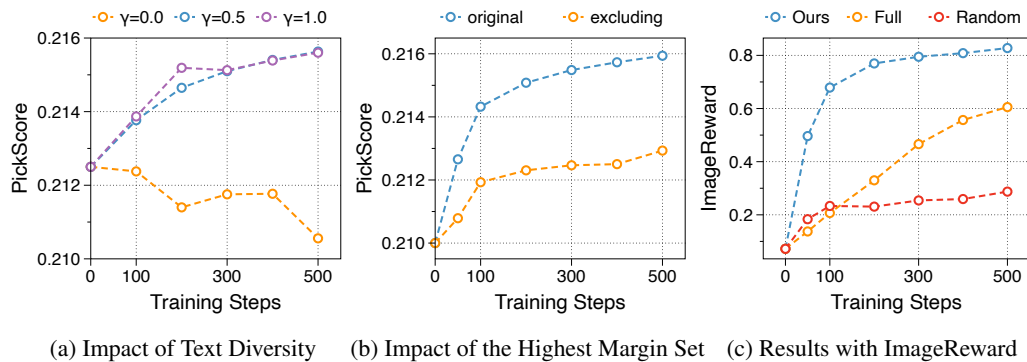 γ=0.0 γ=0.5 γ=1.0
0.216
0.214
0.212
0.210
PickScore
0 100 300 500
Training Steps
(a) Impact of Text Diversity
original excluding
0.216
0.214
0.212
0.210
PickScore
0 100 300 500
Training Steps
(b) Impact of the Highest Margin Set
Ours Full Random
0.8
0.6
0.4
0.2
ImageReward
0 100 300 500
Training Steps
(c) Results with ImageReward